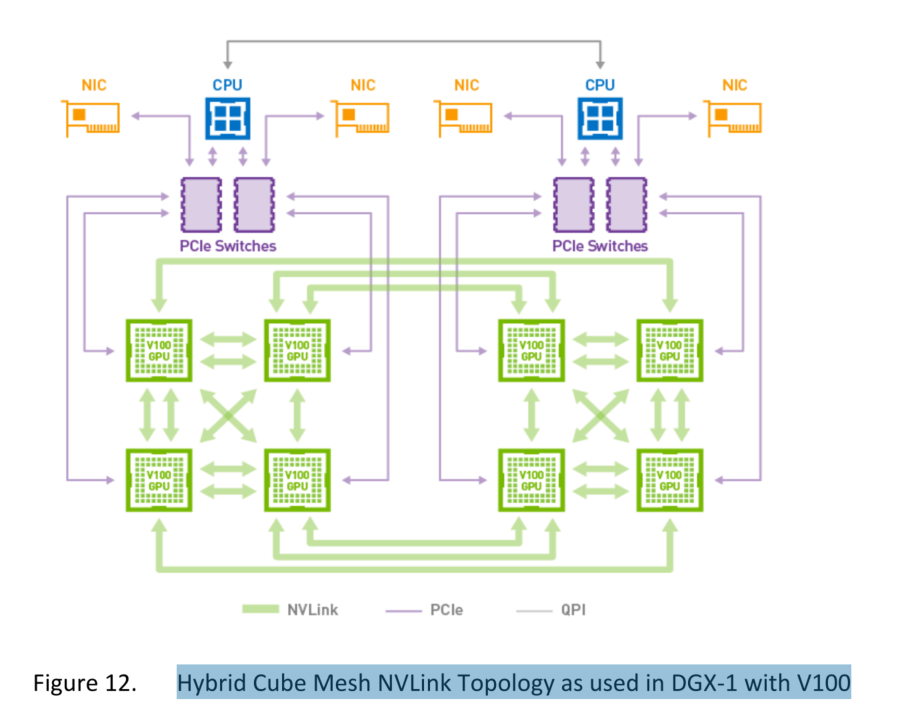 NIC
CPU
NIC
NIC
CPU
NIC
PCIe Switches
PCIe Switches
V100
GPU
V100
GPU
V100
GPU
V100
GPU
V100
GPU
V100
GPU
V100
GPU
V100
GPU
NVLink
PCIe
QPI
Figure 12. Hybrid Cube Mesh NVLink Topology as used in DGX-1 with V100